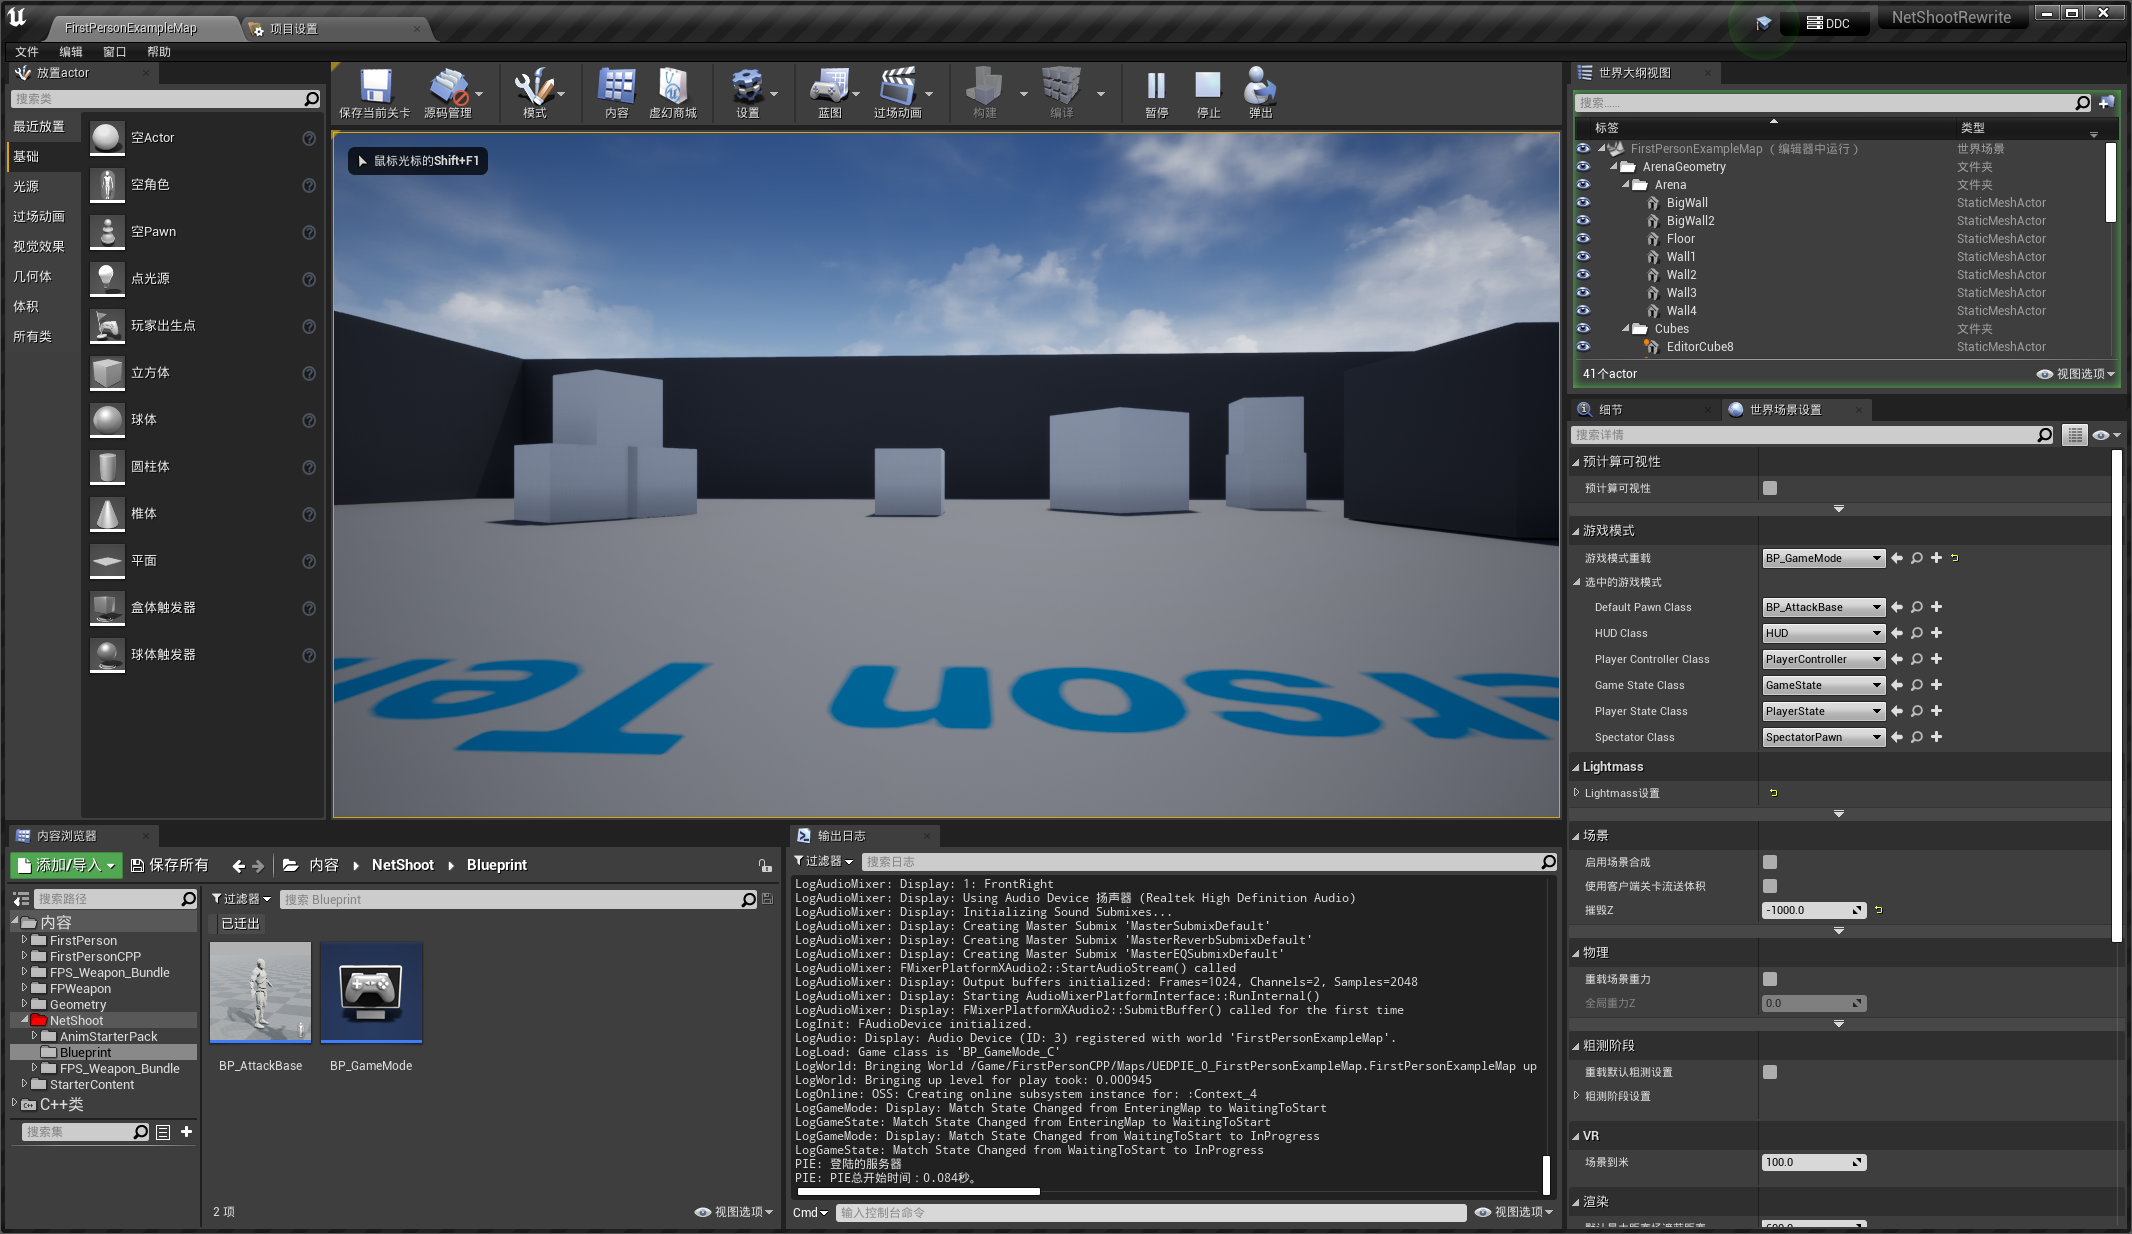 FirstPersonExampleMap
项目设置
DDC
NetShootRewrite
文件 编辑 窗口 帮助
放置actor
搜索类
最近放置
基础
光源
过场动画
视觉效果
几何体
体积
所有类
空Actor
空角色
空Pawn
点光源
玩家出生点
立方体
球体
圆柱体
椎体
平面
盒体触发器
球体触发器
保存当前关卡 源码管理 模式 内容 虚幻商城 设置 蓝图 过场动画 构建 编译 暂停 停止 弹出
鼠标光标的Shift+F1
Te
son
世界大纲视图
搜索......
标签 类型
FirstPersonExampleMap（编辑器中运行） 世界场景
ArenaGeometry 文件夹
Arena 文件夹
BigWall StaticMeshActor
BigWall2 StaticMeshActor
Floor StaticMeshActor
Wall1 StaticMeshActor
Wall2 StaticMeshActor
Wall3 StaticMeshActor
Wall4 StaticMeshActor
Cubes 文件夹
EditorCube8 StaticMeshActor
41个actor 视图选项
细节 世界场景设置
搜索详情
预计算可视性
预计算可视性
游戏模式
游戏模式重载 BP_GameMode
选中的游戏模式
Default Pawn Class BP_AttackBase
HUD Class HUD
Player Controller Class PlayerController
Game State Class GameState
Player State Class PlayerState
Spectator Class SpectatorPawn
Lightmass
Lightmass设置
场景
启用场景合成
使用客户端关卡流送体积
摧毁Z -1000.0
物理
重载场景重力
全局重力Z 0.0
粗测阶段
重载默认粗测设置
粗测阶段设置
VR
场景到米 100.0
渲染
内容浏览器
添加/导入 保存所有 内容 NetShoot Blueprint
搜索路径
过滤器 搜索 Blueprint
已迁出
内容
FirstPerson
FirstPersonCPP
FPS_Weapon_Bundle
FPWeapon
Geometry
NetShoot
AnimStarterPack
Blueprint
FPS_Weapon_Bundle
StarterContent
C++类
搜索集
BP_AttackBase BP_GameMode
2 项 视图选项
输出日志
过滤器 搜索日志
LogAudioMixer: Display: 1: FrontRight
LogAudioMixer: Display: Using Audio Device 扬声器 (Realtek High Definition Audio)
LogAudioMixer: Display: Initializing Sound Submixes...
LogAudioMixer: Display: Creating Master Submix 'MasterSubmixDefault'
LogAudioMixer: Display: Creating Master Submix 'MasterReverbSubmixDefault'
LogAudioMixer: Display: Creating Master Submix 'MasterEQSubmixDefault'
LogAudioMixer: FMixerPlatformXAudio2::StartAudioStream() called
LogAudioMixer: Display: Output buffers initialized: Frames=1024, Channels=2, Samples=2048
LogAudioMixer: Display: Starting AudioMixerPlatformInterface::RunInternal()
LogAudioMixer: Display: FMixerPlatformXAudio2::SubmitBuffer() called for the first time
LogInit: FAudioDevice initialized.
LogAudio: Display: Audio Device (ID: 3) registered with world 'FirstPersonExampleMap'.
LogLoad: Game class is 'BP_GameMode_C'
LogWorld: Bringing World /Game/FirstPersonCPP/Maps/UEDPIE_0_FirstPersonExampleMap.FirstPersonExampleMap up
LogWorld: Bringing up level for play took: 0.000945
LogOnline: OSS: Creating online subsystem instance for: :Context_4
LogGameMode: Display: Match State Changed from EnteringMap to WaitingToStart
LogGameState: Match State Changed from EnteringMap to WaitingToStart
LogGameMode: Display: Match State Changed from WaitingToStart to InProgress
LogGameState: Match State Changed from WaitingToStart to InProgress
PIE: 登陆的服务器
PIE: PIE总开始时间：0.084秒。
Cmd 输入控制台命令 视图选项